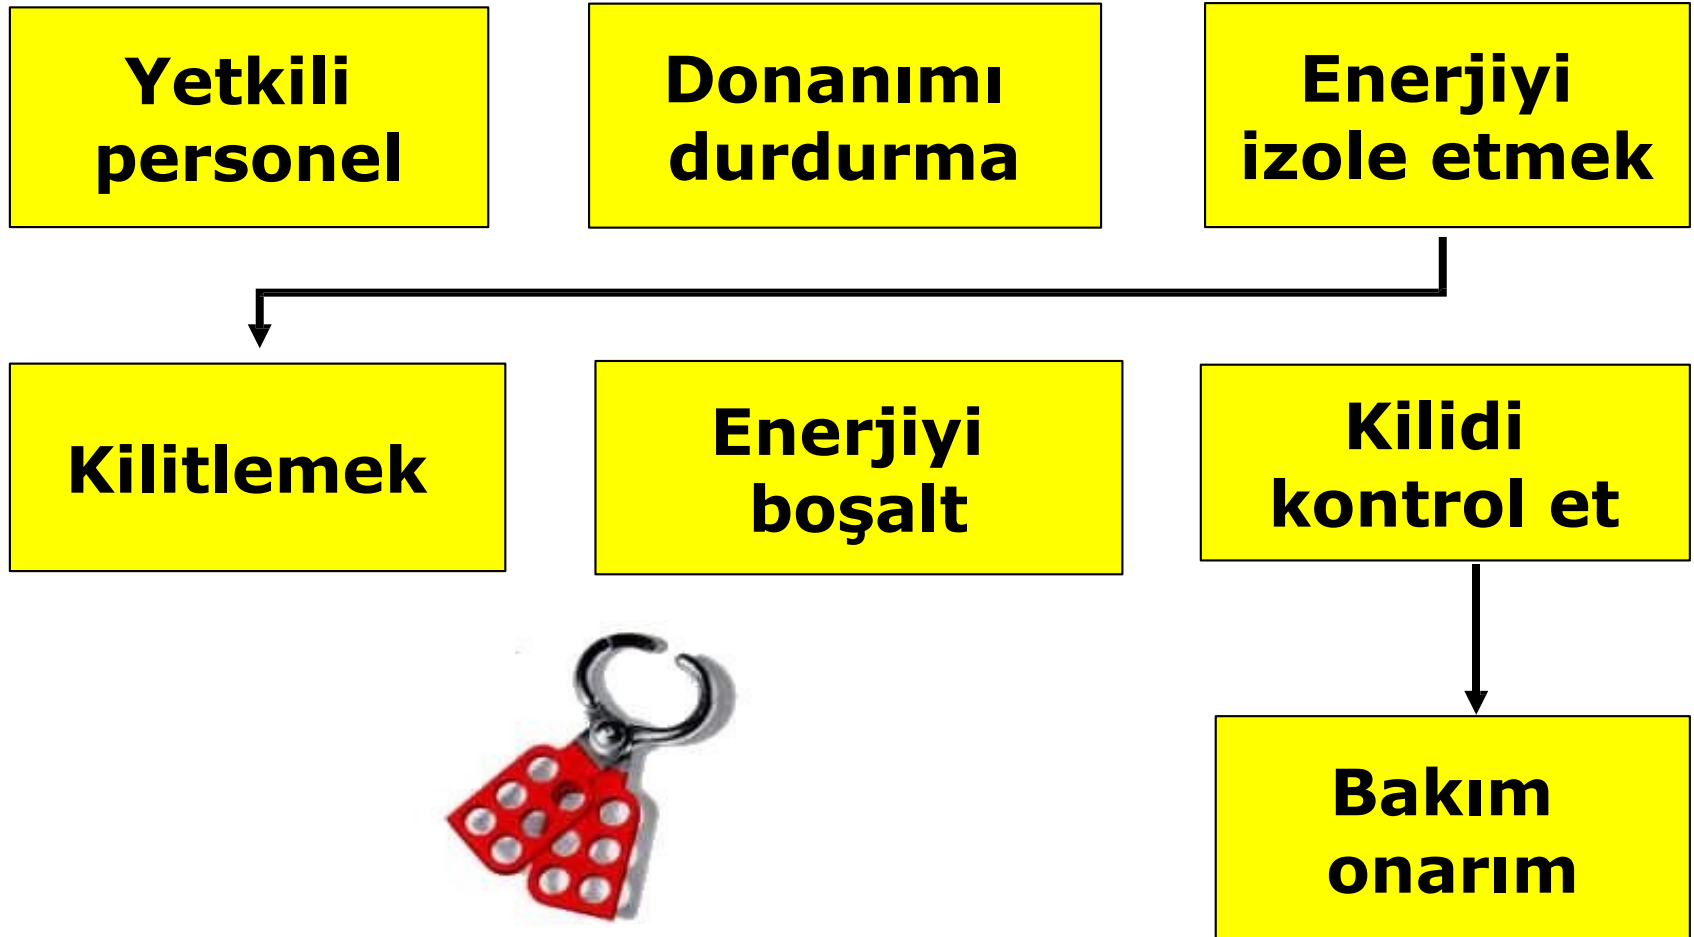 Yetkili
personel
Donanımı
durdurma
Enerjiyi
izole etmek
Kilitlemek
Enerjiyi
boşalt
Kilidi
kontrol et
Bakım
onarım